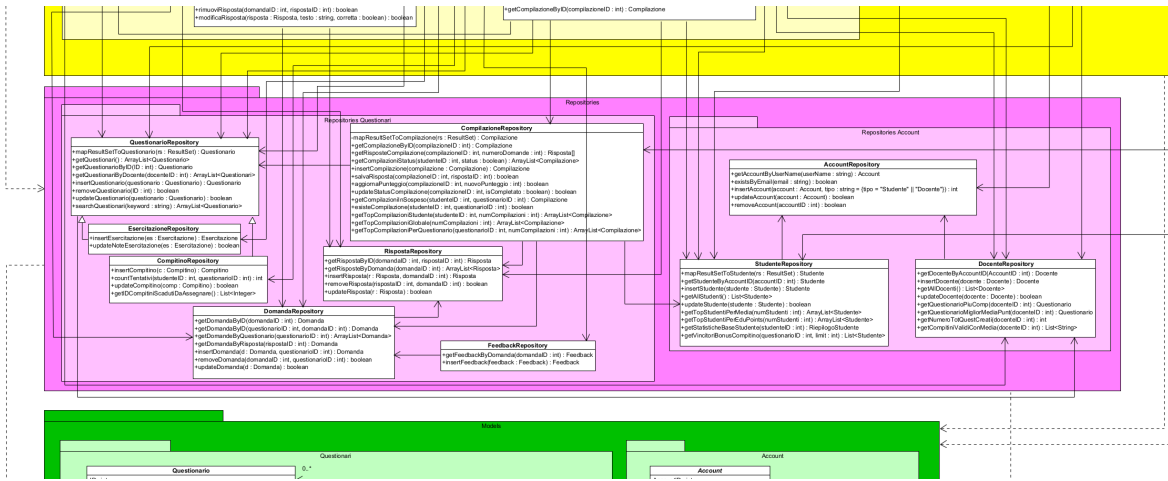 +rimuoviRisposta(domandaID : int, rispostaID : int) : boolean
+modificaRisposta(risposta : Risposta, testo : string, corretta : boolean) : boolean
+getCompilazioneByID(compilazioneID : int) : Compilazione
Repositories
Repositories Questionari
QuestionarioRepository
+mapResultSetToQuestionario(rs : ResultSet) : Questionario
+getQuestionari() : ArrayList<Questionario>
+getQuestionarioByID(ID : int) : Questionario
+getQuestionariByDocente(docenteID : int) : ArrayList<Questionari>
+insertQuestionario(questionario : Questionario) : Questionario
+removeQuestionario(ID : int) : boolean
+updateQuestionario(questionario : Questionario) : boolean
+searchQuestionari(keyword : string) : ArrayList<Questionario>
EsercitazioneRepository
+insertEsercitazione(es : Esercitazione) : Esercitazione
+updateNoteEsercitazione(es : Esercitazione) : boolean
CompitinoRepository
+insertCompitino(c : Compitino) : Compitino
+countTentativi(studenteID : int, questionarioID : int) : int
+updateCompitino(comp : Compitino) : boolean
+getIDCompitiniScadutiDaAssegnare() : List<Integer>
CompilazioneRepository
-mapResultSetToCompilazione(rs : ResultSet) : Compilazione
+getCompilazioneByID(compilazioneID : int) : Compilazione
+getRisposteCompilazione(compilazioneID : int, numeroDomande : int) : Risposta[]
+getCompilazioniStatus(studenteID : int, status : boolean) : ArrayList<Compilazione>
+insertCompilazione(compilazione : Compilazione) : Compilazione
+salvaRisposta(compilazioneID : int, rispostaID : int) : boolean
+aggiornaPunteggio(compilazioneID : int, nuovoPunteggio : int) : boolean
+updateStatusCompilazione(compilazioneID : int, isCompletato : boolean) : boolean
+getCompilazioniInSospeso(studenteID : int, questionarioID : int) : Compilazione
+esisteCompilazione(studenteID : int, questionarioID : int) : boolean
+getTopCompilazioniStudente(studenteID : int, numCompilazioni : int) : ArrayList<Compilazione>
+getTopCompilazioniGlobale(numCompilazioni : int) : ArrayList<Compilazione>
+getTopCompilazioniPerQuestionario(questionarioID : int, numCompilazioni : int) : ArrayList<Compilazione>
RispostaRepository
+getRispostaByID(domandaID : int, rispostaID : int) : Risposta
+getRisposteByDomanda(domandaID : int) : ArrayList<Risposta>
+insertRisposta(r : Risposta, domandaID : int) : Risposta
+removeRisposta(rispostaID : int, domandaID : int) : boolean
+updateRisposta(r : Risposta) : boolean
DomandaRepository
+getDomandaByID(domandaID : int) : Domanda
+getDomandaByID(questionarioID : int, domandaID : int) : Domanda
+getDomandeByQuestionario(questionarioID : int) : ArrayList<Domanda>
+getDomandaByRisposta(rispostaID : int) : Domanda
+insertDomanda(d : Domanda, questionarioID : int) : Domanda
+removeDomanda(domandaID : int, questionarioID : int) : boolean
+updateDomanda(d : Domanda) : boolean
FeedbackRepository
+getFeedbackByDomanda(domandaID : int) : Feedback
+insertFeedback(feedback : Feedback) : Feedback
Repositories Account
AccountRepository
+getAccountByUserName(userName : string) : Account
+existsByEmail(email : string) : boolean
+insertAccount(account : Account, tipo : string = {tipo = "Studente" || "Docente"}) : int
+updateAccount(account : Account) : boolean
+removeAccount(accountID : int) : boolean
StudenteRepository
+mapResultSetToStudente(rs : ResultSet) : Studente
+getStudenteByAccountID(accountID : int) : Studente
+insertStudente(studente : Studente) : Studente
+getAllStudenti() : List<Studente>
+updateStudente(studente : Studente) : boolean
+getTopStudentiPerMedia(numStudenti : int) : ArrayList<Studente>
+getTopStudentiPerEduPoints(numStudenti : int) : ArrayList<Studente>
+getStatisticheBaseStudente(studenteID : int) : RiepilogoStudente
+getVincitoriBonusCompitino(questionarioID : int, limit : int) : List<Studente>
DocenteRepository
+getDocenteByAccountID(AccountID : int) : Docente
+insertDocente(docente : Docente) : Docente
+getAllDocenti() : List<Docente>
+updateDocente(docente : Docente) : boolean
+getQuestionarioPiuComp(docenteID : int) : Questionario
+getQuestionarioMigliorMediaPunt(docenteID : int) : Questionario
+getNumeroTotQuestCreati(docenteID : int) : int
+getCompitiniValidiConMedia(docenteID : int) : List<String>
Models
Questionari
Questionario
0..*
Account
Account